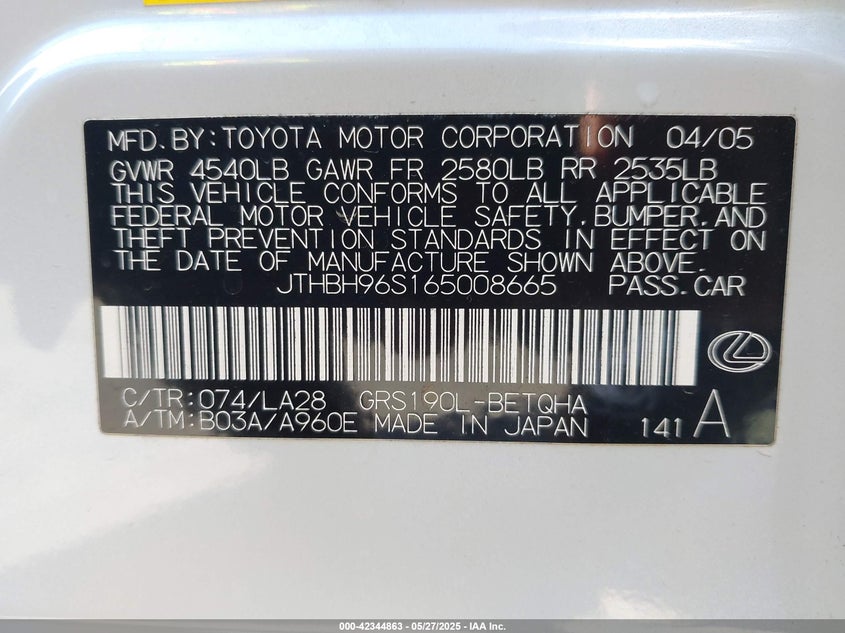 MFD.BY:TOYOTA MOTOR CORPORATION 04/05
GVWR 4540LB GAWR FR 2580LB RR 2535LB
THIS VEHICLE CONFORMS TO ALL APPLICABLE
FEDERAL MOTOR VEHICLE SAFETY,BUMPER,AND
THEFT PREVENTION STANDARDS IN EFFECT ON
THE DATE OF MANUFACTURE SHOWN ABOVE.
JTHBH96S165008665 PASS.CAR
C/TR:074/LA28 GRS190L-BETQHA
A/TM:B03A/A960E MADE IN JAPAN 141 A
000-42344863 - 05/27/2025 - IAA Inc.